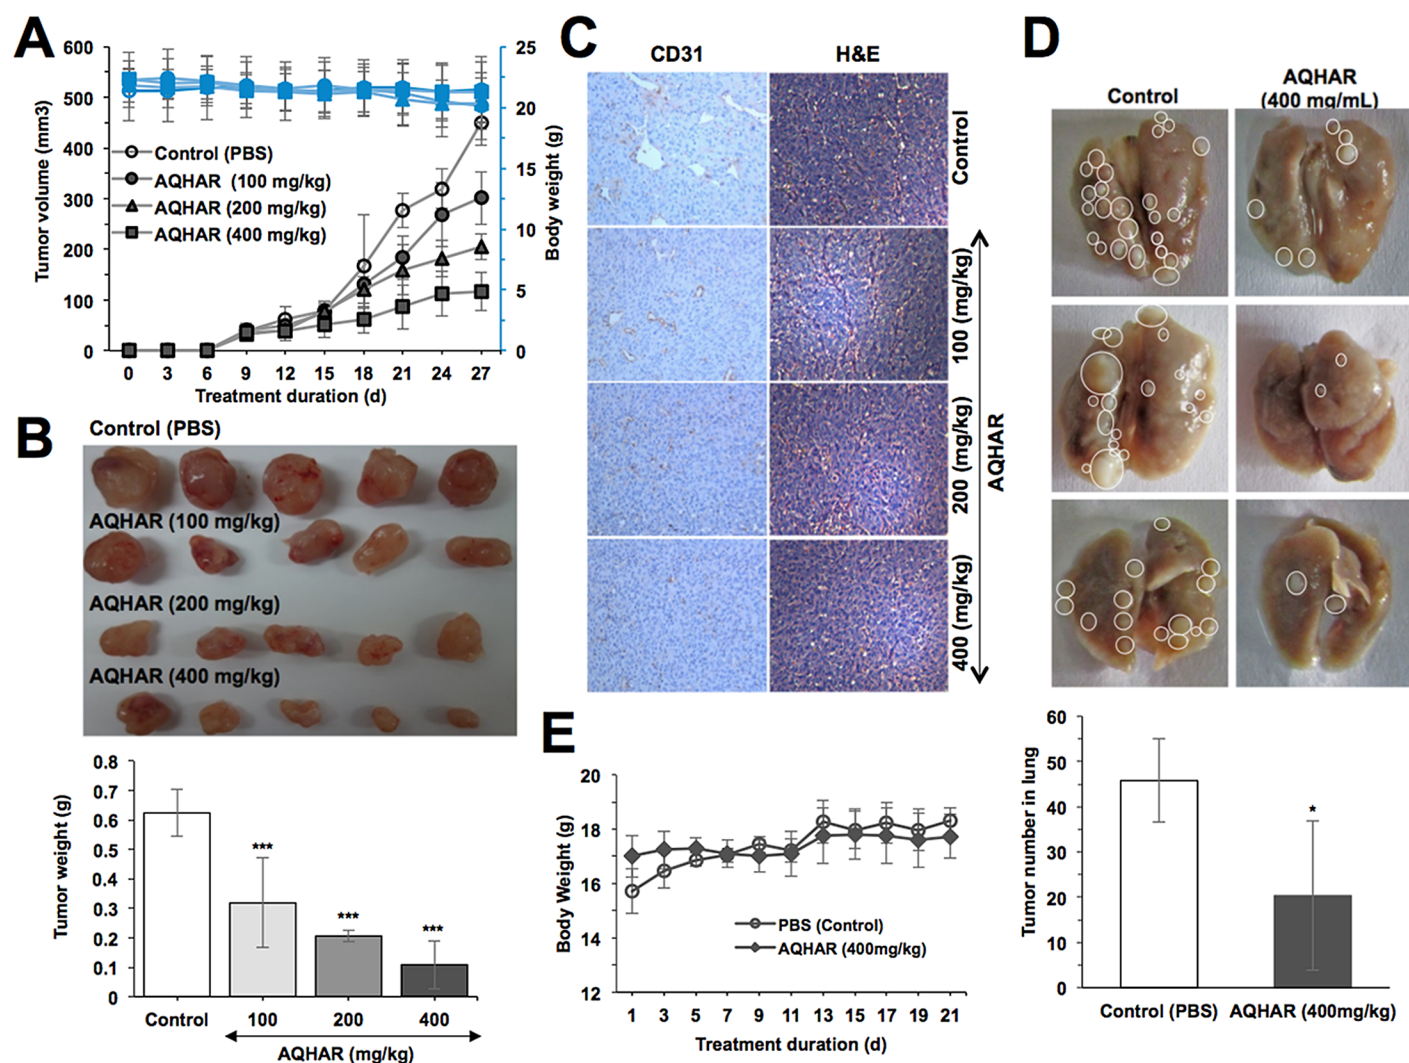 A
600
500
400
300
200
100
0
Tumor volume (mm3)
25
20
15
10
5
0
Body weight (g)
Control (PBS)
AQHAR (100 mg/kg)
AQHAR (200 mg/kg)
AQHAR (400 mg/kg)
0 3 6 9 12 15 18 21 24 27
Treatment duration (d)
B
Control (PBS)
AQHAR (100 mg/kg)
AQHAR (200 mg/kg)
AQHAR (400 mg/kg)
0.8
0.7
0.6
0.5
0.4
0.3
0.2
0.1
0
Tumor weight (g)
***
***
***
Control 100 200 400
AQHAR (mg/kg)
C
CD31 H&E
Control
100 (mg/kg)
200 (mg/kg)
400 (mg/kg)
AQHAR
D
Control
AQHAR
(400 mg/mL)
60
50
40
30
20
10
0
Tumor number in lung
*
Control (PBS) AQHAR (400mg/kg)
E
20
18
16
14
12
Body Weight (g)
PBS (Control)
AQHAR (400mg/kg)
1 3 5 7 9 11 13 15 17 19 21
Treatment duration (d)